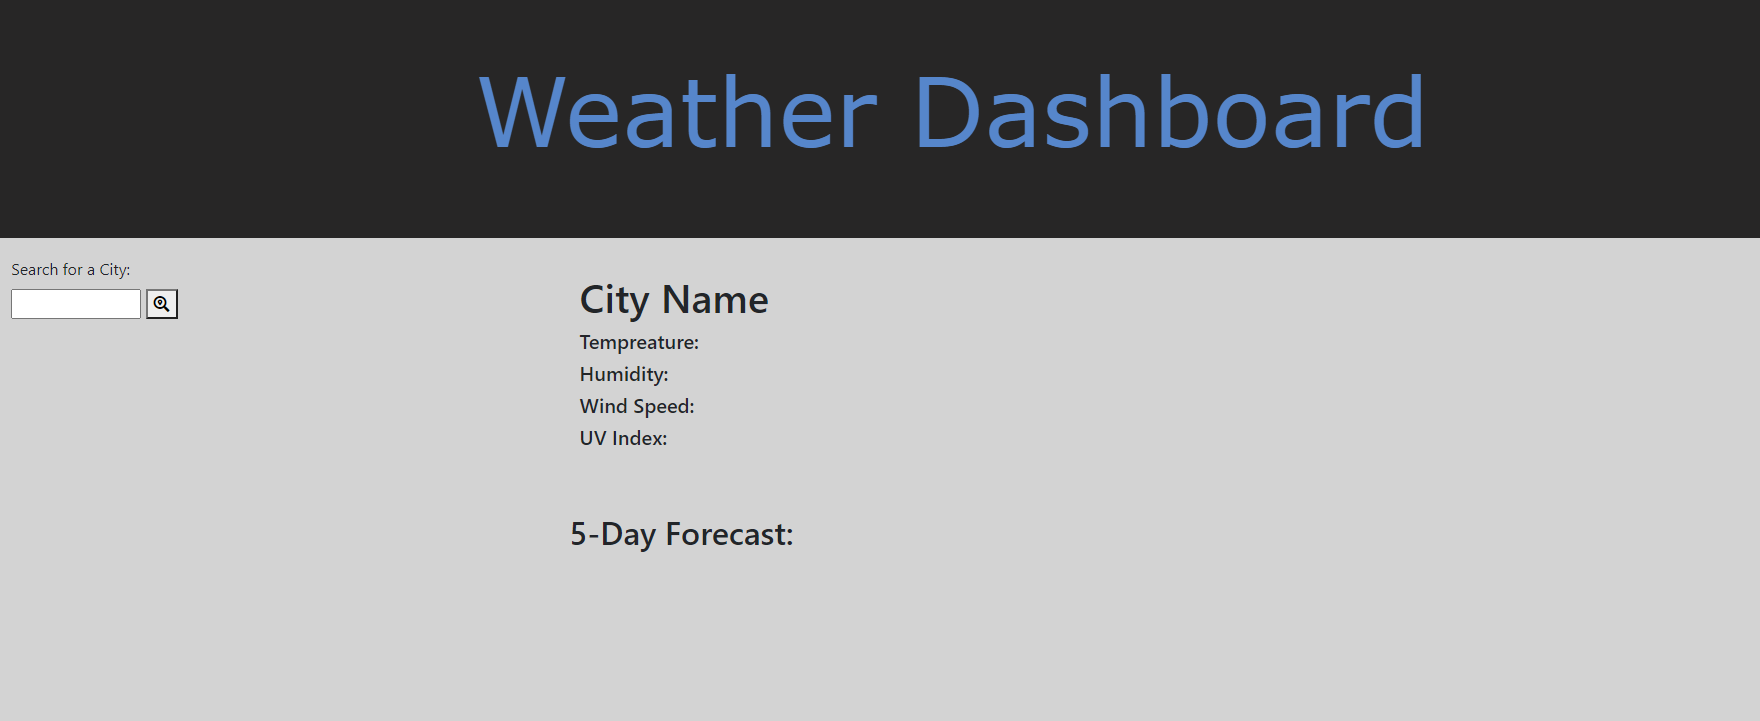 Weather Dashboard
Search for a City:
City Name
Tempreature:
Humidity:
Wind Speed:
UV Index:
5-Day Forecast: